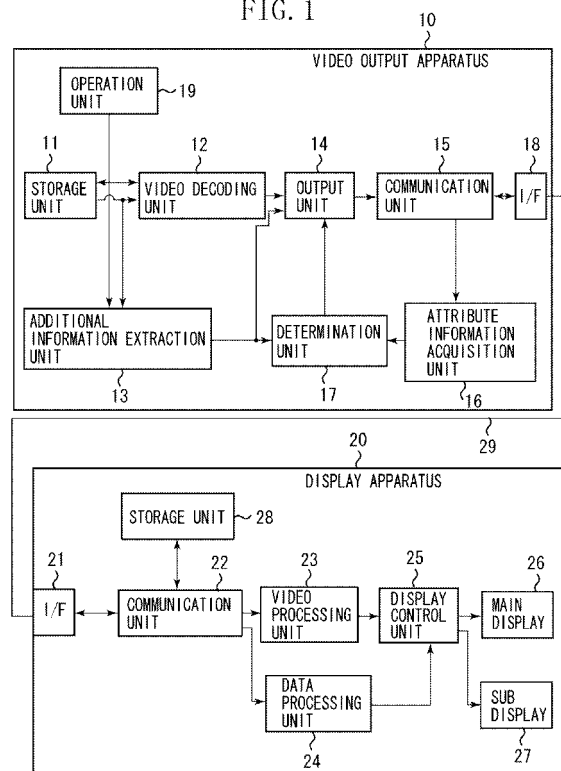 FIG. 1
10
VIDEO OUTPUT APPARATUS
OPERATION
UNIT
19
11
12
14
15
18
STORAGE
UNIT
VIDEO DECODING
UNIT
OUTPUT
UNIT
COMMUNICATION
UNIT
I/F
ADDITIONAL
INFORMATION EXTRACTION
UNIT
DETERMINATION
UNIT
ATTRIBUTE
INFORMATION
ACQUISITION
UNIT
13
17
16
29
20
DISPLAY APPARATUS
STORAGE UNIT
28
21
22
23
25
26
I/F
COMMUNICATION
UNIT
VIDEO
PROCESSING
UNIT
DISPLAY
CONTROL
UNIT
MAIN
DISPLAY
DATA
PROCESSING
UNIT
SUB
DISPLAY
24
27